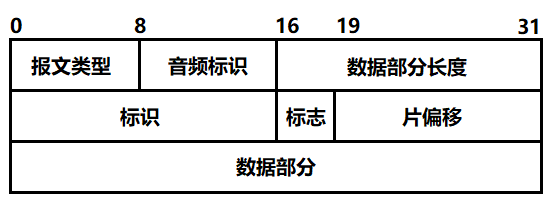 0 8 16 19 31
报文类型 音频标识 数据部分长度
标识 标志 片偏移
数据部分